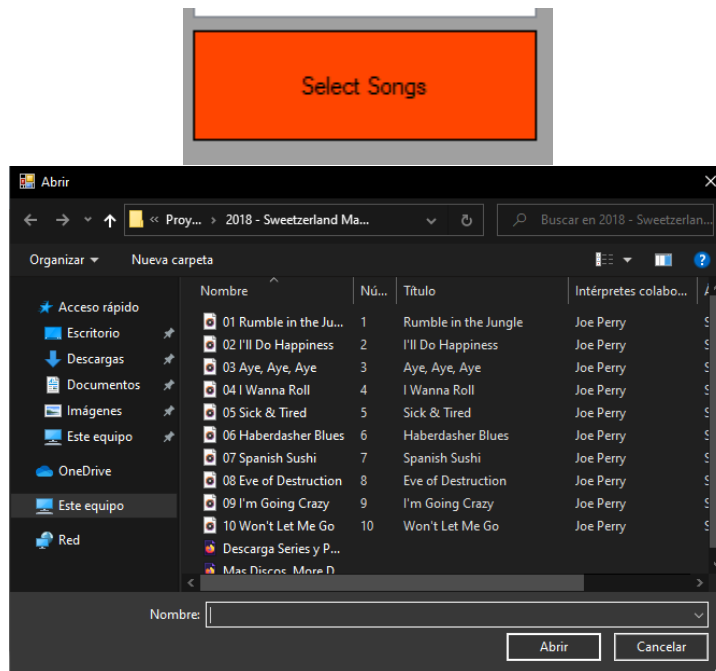 Select Songs
Abrir
« Proy... › 2018 - Sweetzerland Ma...
Buscar en 2018 - Sweetzerlan...
Organizar Nueva carpeta
Nombre Nú... Título Intérpretes colabo...
Acceso rápido
Escritorio
Descargas
Documentos
Imágenes
Este equipo
OneDrive
Este equipo
Red
01 Rumble in the Ju... 1 Rumble in the Jungle Joe Perry
02 I'll Do Happiness 2 I'll Do Happiness Joe Perry
03 Aye, Aye, Aye 3 Aye, Aye, Aye Joe Perry
04 I Wanna Roll 4 I Wanna Roll Joe Perry
05 Sick & Tired 5 Sick & Tired Joe Perry
06 Haberdasher Blues 6 Haberdasher Blues Joe Perry
07 Spanish Sushi 7 Spanish Sushi Joe Perry
08 Eve of Destruction 8 Eve of Destruction Joe Perry
09 I'm Going Crazy 9 I'm Going Crazy Joe Perry
10 Won't Let Me Go 10 Won't Let Me Go Joe Perry
Descarga Series y P...
Mas Discos, More D...
Nombre:
Abrir Cancelar